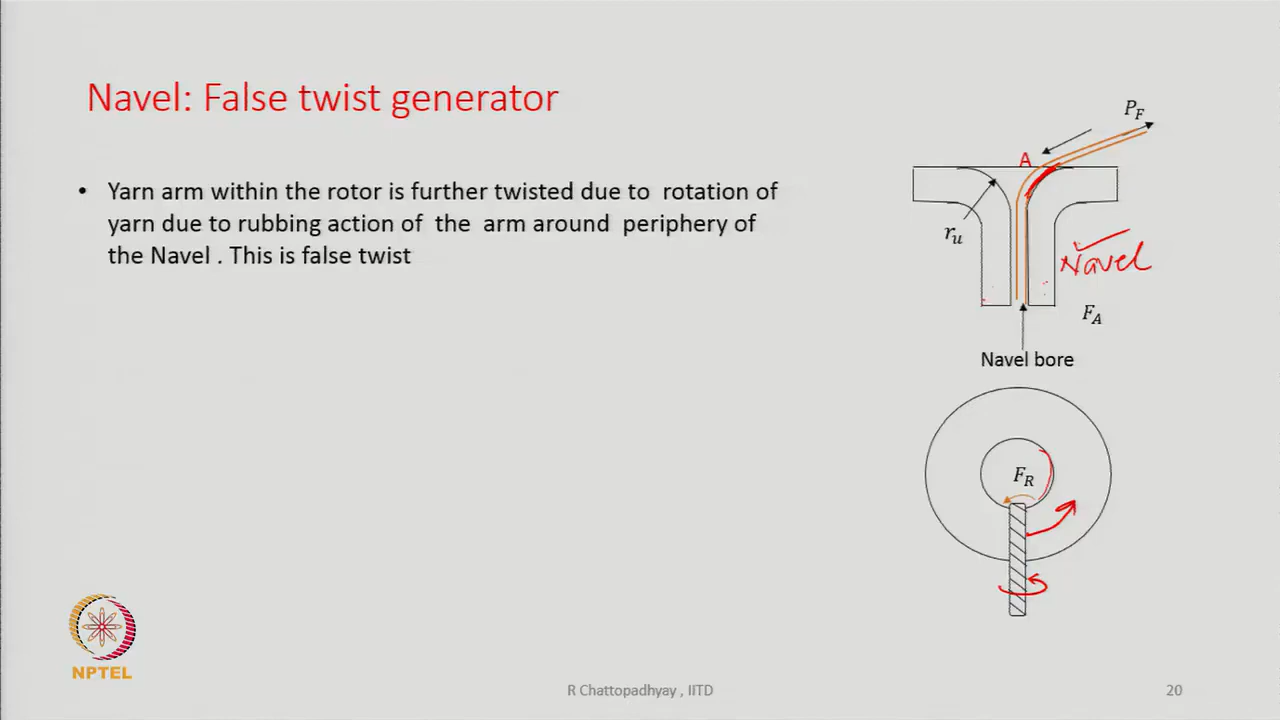 Navel: False twist generator
• Yarn arm within the rotor is further twisted due to rotation of
yarn due to rubbing action of the arm around periphery of
the Navel . This is false twist
P_F
A
r_u
Navel
F_A
Navel bore
F_R
NPTEL
R Chattopadhyay , IITD
20